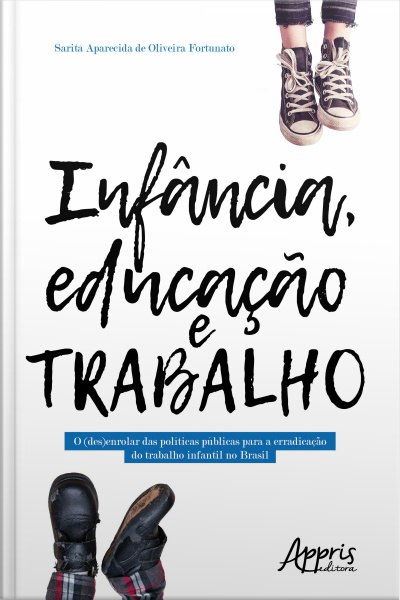 Sarita Aparecida de Oliveira Fortunato
Infância,
educação
e
TRABALHO
O (des)enrolar das políticas públicas para a erradicação
do trabalho infantil no Brasil
Appris
editora